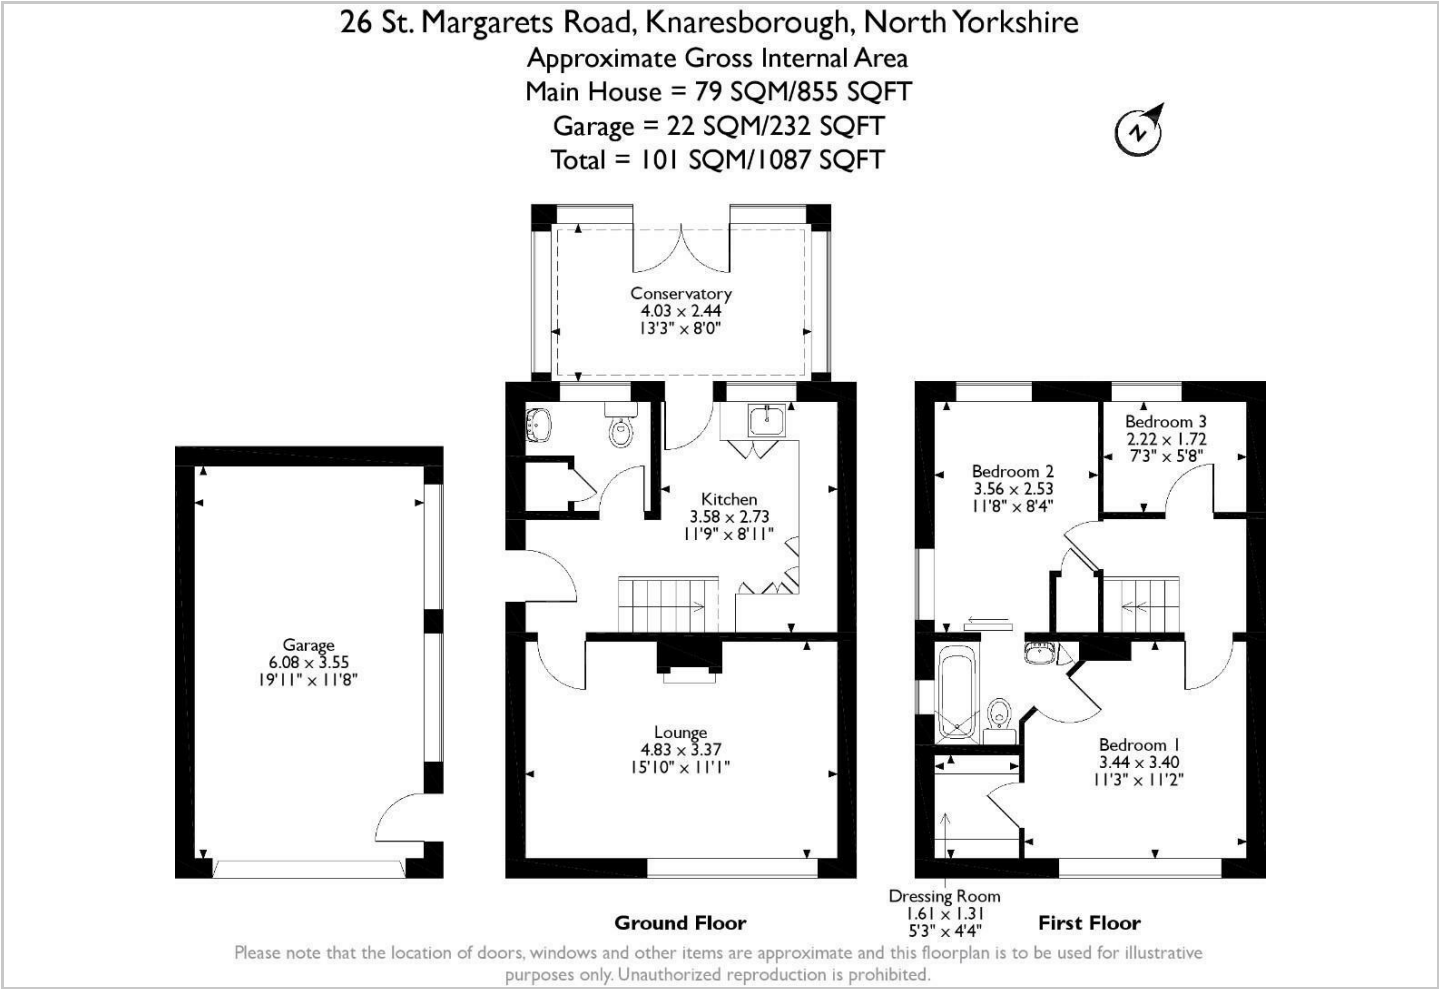 26 St. Margarets Road, Knaresborough, North Yorkshire
Approximate Gross Internal Area
Main House = 79 SQM/855 SQFT
Garage = 22 SQM/232 SQFT
Total = 101 SQM/1087 SQFT
N
Conservatory
4.03 x 2.44
13'3" x 8'0"
Kitchen
3.58 x 2.73
11'9" x 8'11"
Bedroom 2
3.56 x 2.53
11'8" x 8'4"
Bedroom 3
2.22 x 1.72
7'3" x 5'8"
Garage
6.08 x 3.55
19'11" x 11'8"
Lounge
4.83 x 3.37
15'10" x 11'1"
Bedroom 1
3.44 x 3.40
11'3" x 11'2"
Dressing Room
1.61 x 1.31
5'3" x 4'4"
Ground Floor
First Floor
Please note that the location of doors, windows and other items are approximate and this floorplan is to be used for illustrative
purposes only. Unauthorized reproduction is prohibited.